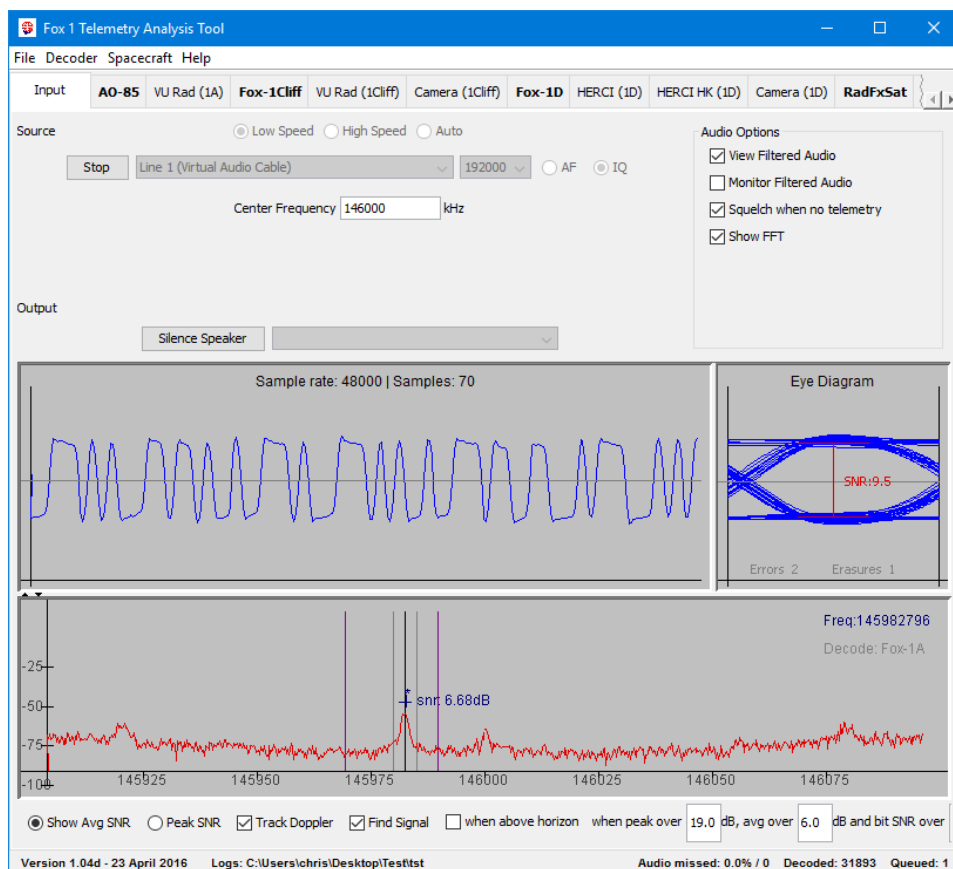 Fox 1 Telemetry Analysis Tool
File Decoder Spacecraft Help
Input AO-85 VU Rad (1A) Fox-1Cliff VU Rad (1Cliff) Camera (1Cliff) Fox-1D HERCI (1D) HERCI HK (1D) Camera (1D) RadFxSat
Source Low Speed High Speed Auto
Audio Options
Stop Line 1 (Virtual Audio Cable) 192000 AF IQ
View Filtered Audio
Monitor Filtered Audio
Center Frequency 146000 kHz
Squelch when no telemetry
Show FFT
Output
Silence Speaker
Sample rate: 48000 | Samples: 70
Eye Diagram
SNR:9.5
Errors 2 Erasures 1
Freq:145982796
Decode: Fox-1A
-25
-50
snr: 6.68dB
-75
-100
145925 145950 145975 146000 146025 146050 146075
Show Avg SNR Peak SNR Track Doppler Find Signal when above horizon when peak over 19.0 dB, avg over 6.0 dB and bit SNR over
Version 1.04d - 23 April 2016 Logs: C:\Users\chris\Desktop\Test\tst Audio missed: 0.0% / 0 Decoded: 31893 Queued: 1